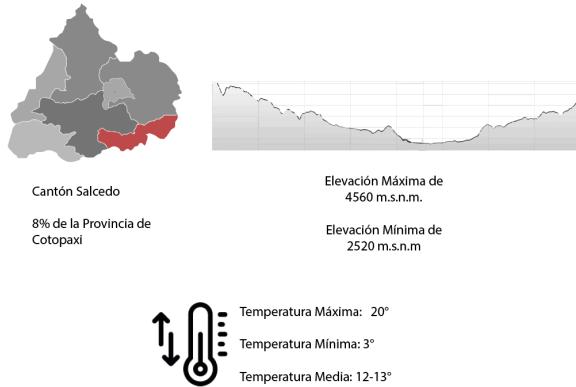 Cantón Salcedo
8% de la Provincia de
Cotopaxi
Elevación Máxima de
4560 m.s.n.m.
Elevación Mínima de
2520 m.s.n.m
Temperatura Máxima: 20°
Temperatura Mínima: 3°
Temperatura Media: 12-13°